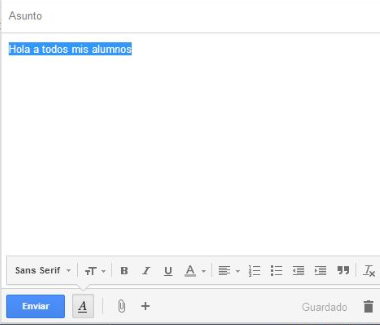 Asunto
Hola a todos mis alumnos
Sans Serif T B I U A
Enviar A Guardado